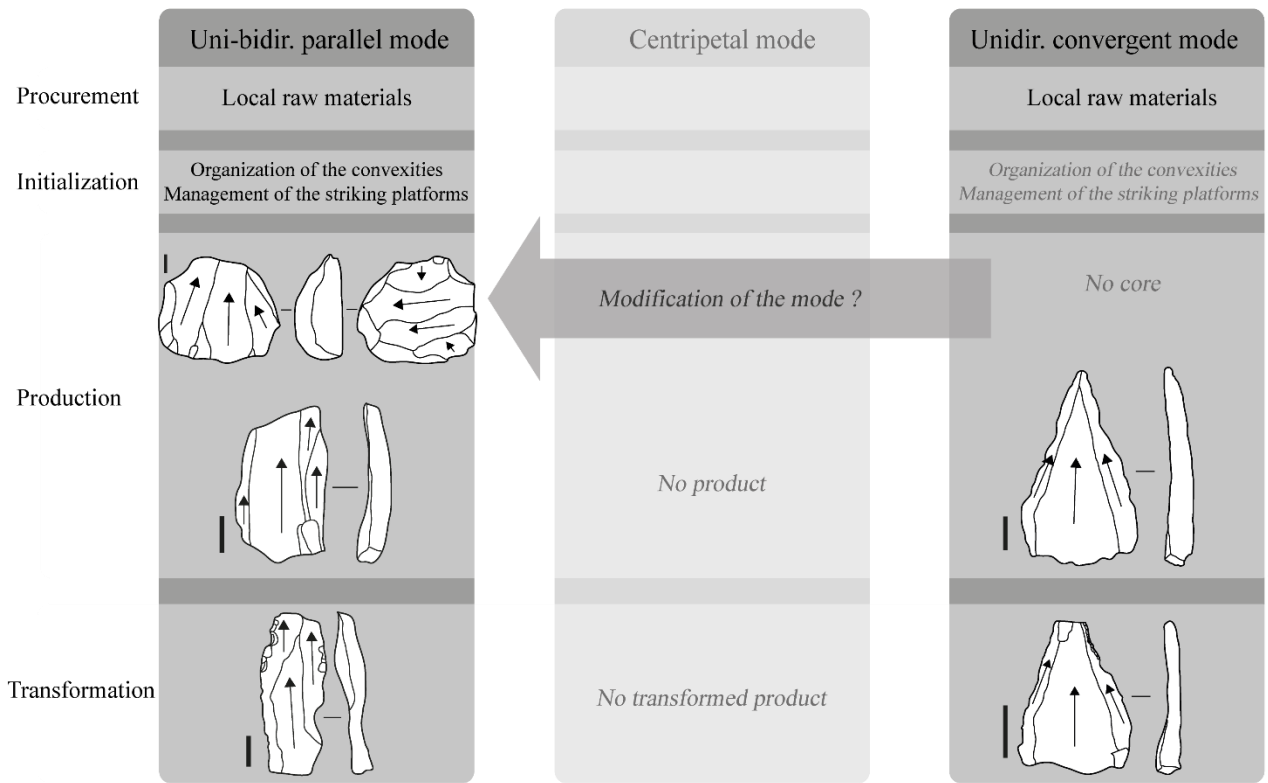 Uni-bidir. parallel mode
Centripetal mode
Unidir. convergent mode
Procurement
Local raw materials
Local raw materials
Initialization
Organization of the convexities
Management of the striking platforms
Organization of the convexities
Management of the striking platforms
Modification of the mode ?
No core
Production
No product
Transformation
No transformed product